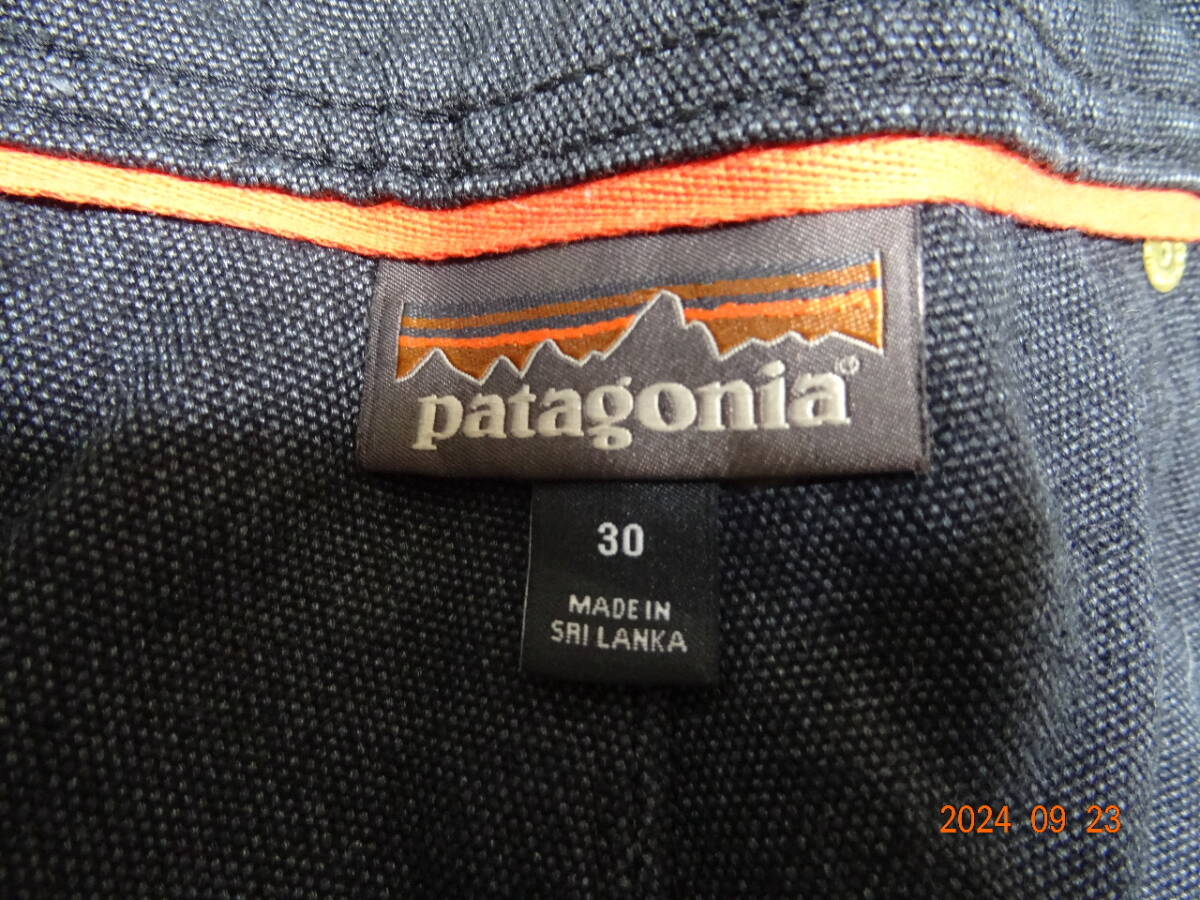 patagonia®
30
MADE IN
SRI LANKA
2024 09 23